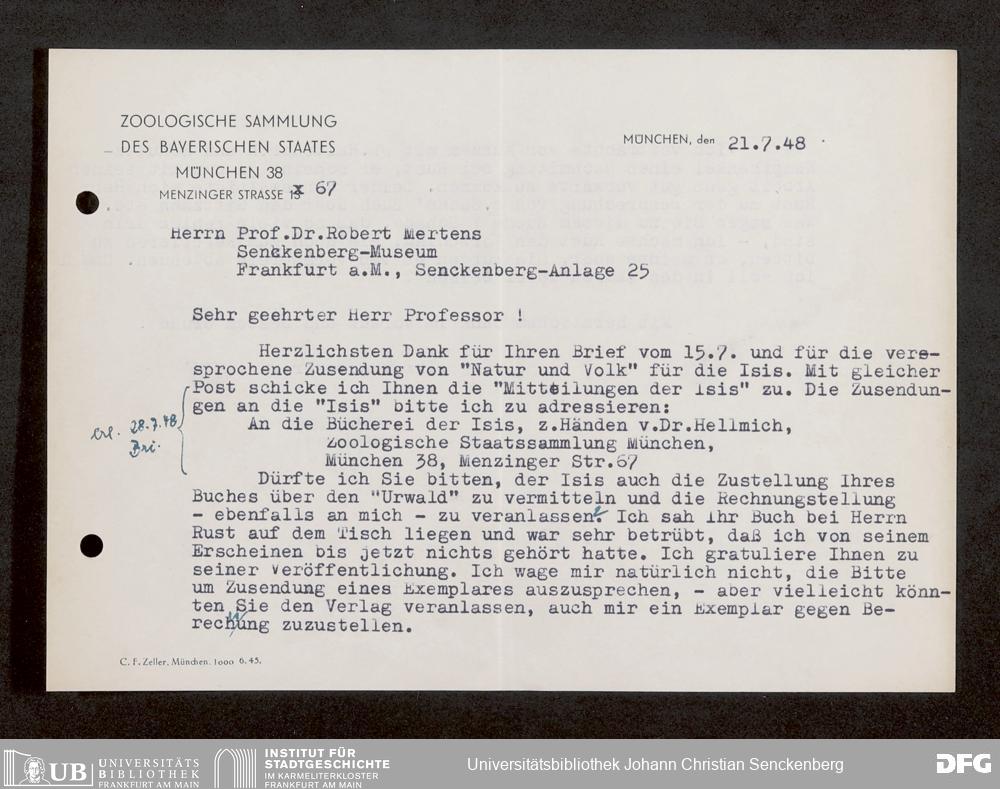 ZOOLOGISCHE SAMMLUNG
DES BAYERISCHEN STAATES
MÜNCHEN 38
MENZINGER STRASSE 67
MÜNCHEN, den 21.7.48
Herrn Prof.Dr.Robert Mertens
Senckenberg-Museum
Frankfurt a.M., Senckenberg-Anlage 25
Sehr geehrter Herr Professor !
Herzlichsten Dank für Ihren Brief vom 15.7. und für die vers-
sprochene Zusendung von "Natur und Volk" für die Isis. Mit gleicher
Post schicke ich Ihnen die "Mitteilungen der Isis" zu. Die Zusendun-
gen an die "Isis" bitte ich zu adressieren:
An die Bücherei der Isis, z.Händen v.Dr.Hellmich,
Zoologische Staatssammlung München,
München 38, Menzinger Str.67
erl. 28.7.48
Bri.
Dürfte ich Sie bitten, der Isis auch die Zustellung Ihres
Buches über den "Urwald" zu vermitteln und die Rechnungstellung
- ebenfalls an mich - zu veranlassen? Ich sah Ihr Buch bei Herrn
Rust auf dem Tisch liegen und war sehr betrübt, daß ich von seinem
Erscheinen bis jetzt nichts gehört hatte. Ich gratuliere Ihnen zu
seiner Veröffentlichung. Ich wage mir natürlich nicht, die Bitte
um Zusendung eines Exemplares auszusprechen, - aber vielleicht könn-
ten Sie den Verlag veranlassen, auch mir ein Exemplar gegen Be-
rechnung zuzustellen.
C. F. Zeller, München. 1000 6. 45.
UB UNIVERSITÄTS
BIBLIOTHEK
FRANKFURT AM MAIN
INSTITUT FÜR
STADTGESCHICHTE
IM KARMELITERKLOSTER
FRANKFURT AM MAIN
Universitätsbibliothek Johann Christian Senckenberg
DFG